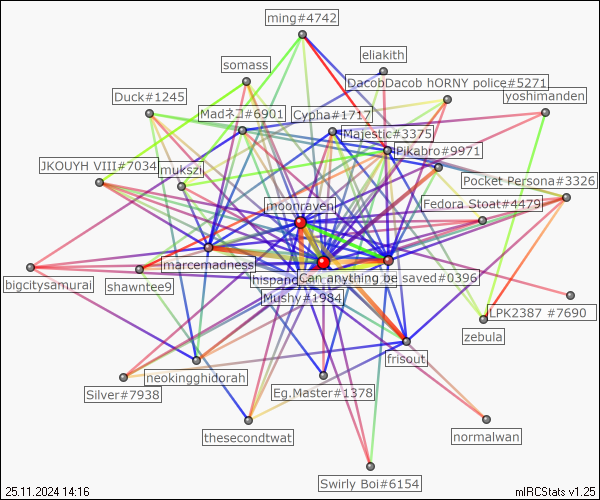 ming#4742
eliakith
somass
DacobDacob hORNY police#5271
Duck#1245
yoshimanden
Madネコ#6901
Cypha#1717
Majestic#3375
Pikabro#9971
JKOUYH VIII#7034
mukszi
Pocket Persona#3326
moonraven
Fedora Stoat#4479
marcemadness
hispanc
Can anything be saved#0396
bigcitysamurai
shawntee9
Mushy#1984
LPK2387 #7690
zebula
frisout
neokingghidorah
Silver#7938
Eg.Master#1378
thesecondtwat
normalwan
Swirly Boi#6154
25.11.2024 14:16
mIRCStats v1.25